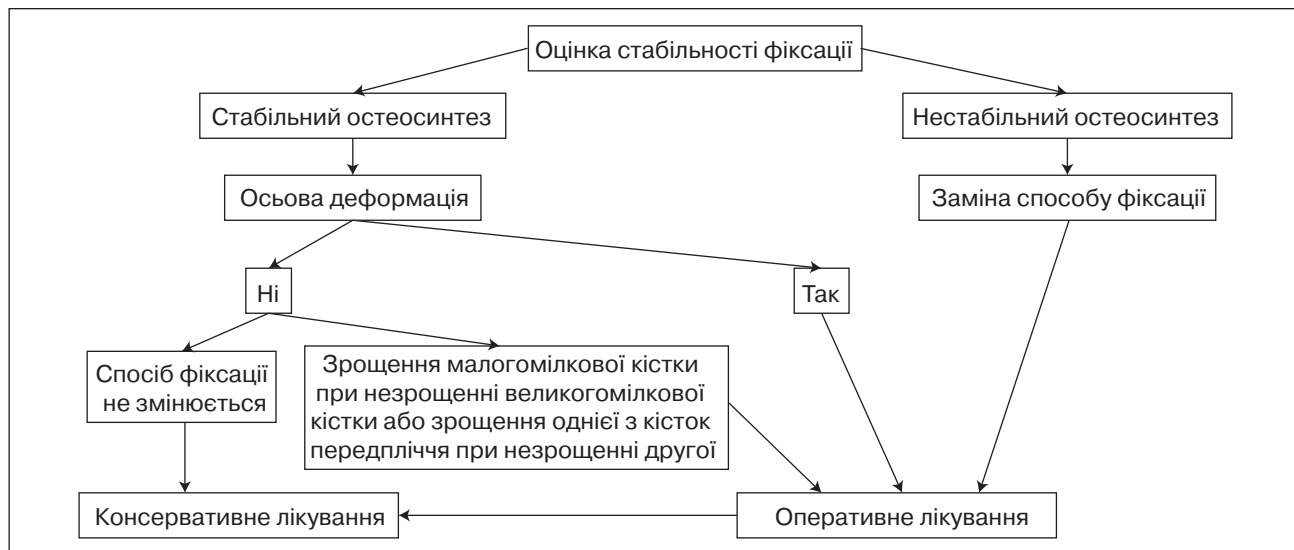 Оцінка стабільності фіксації
Стабільний остеосинтез
Нестабільний остеосинтез
Осьова деформація
Заміна способу фіксації
Ні
Так
Спосіб фіксації
не змінюється
Зрощення малогомілкової кістки
при незрощенні великогомілкової
кістки або зрощення однієї з кісток
передпліччя при незрощенні другої
Консервативне лікування
Оперативне лікування